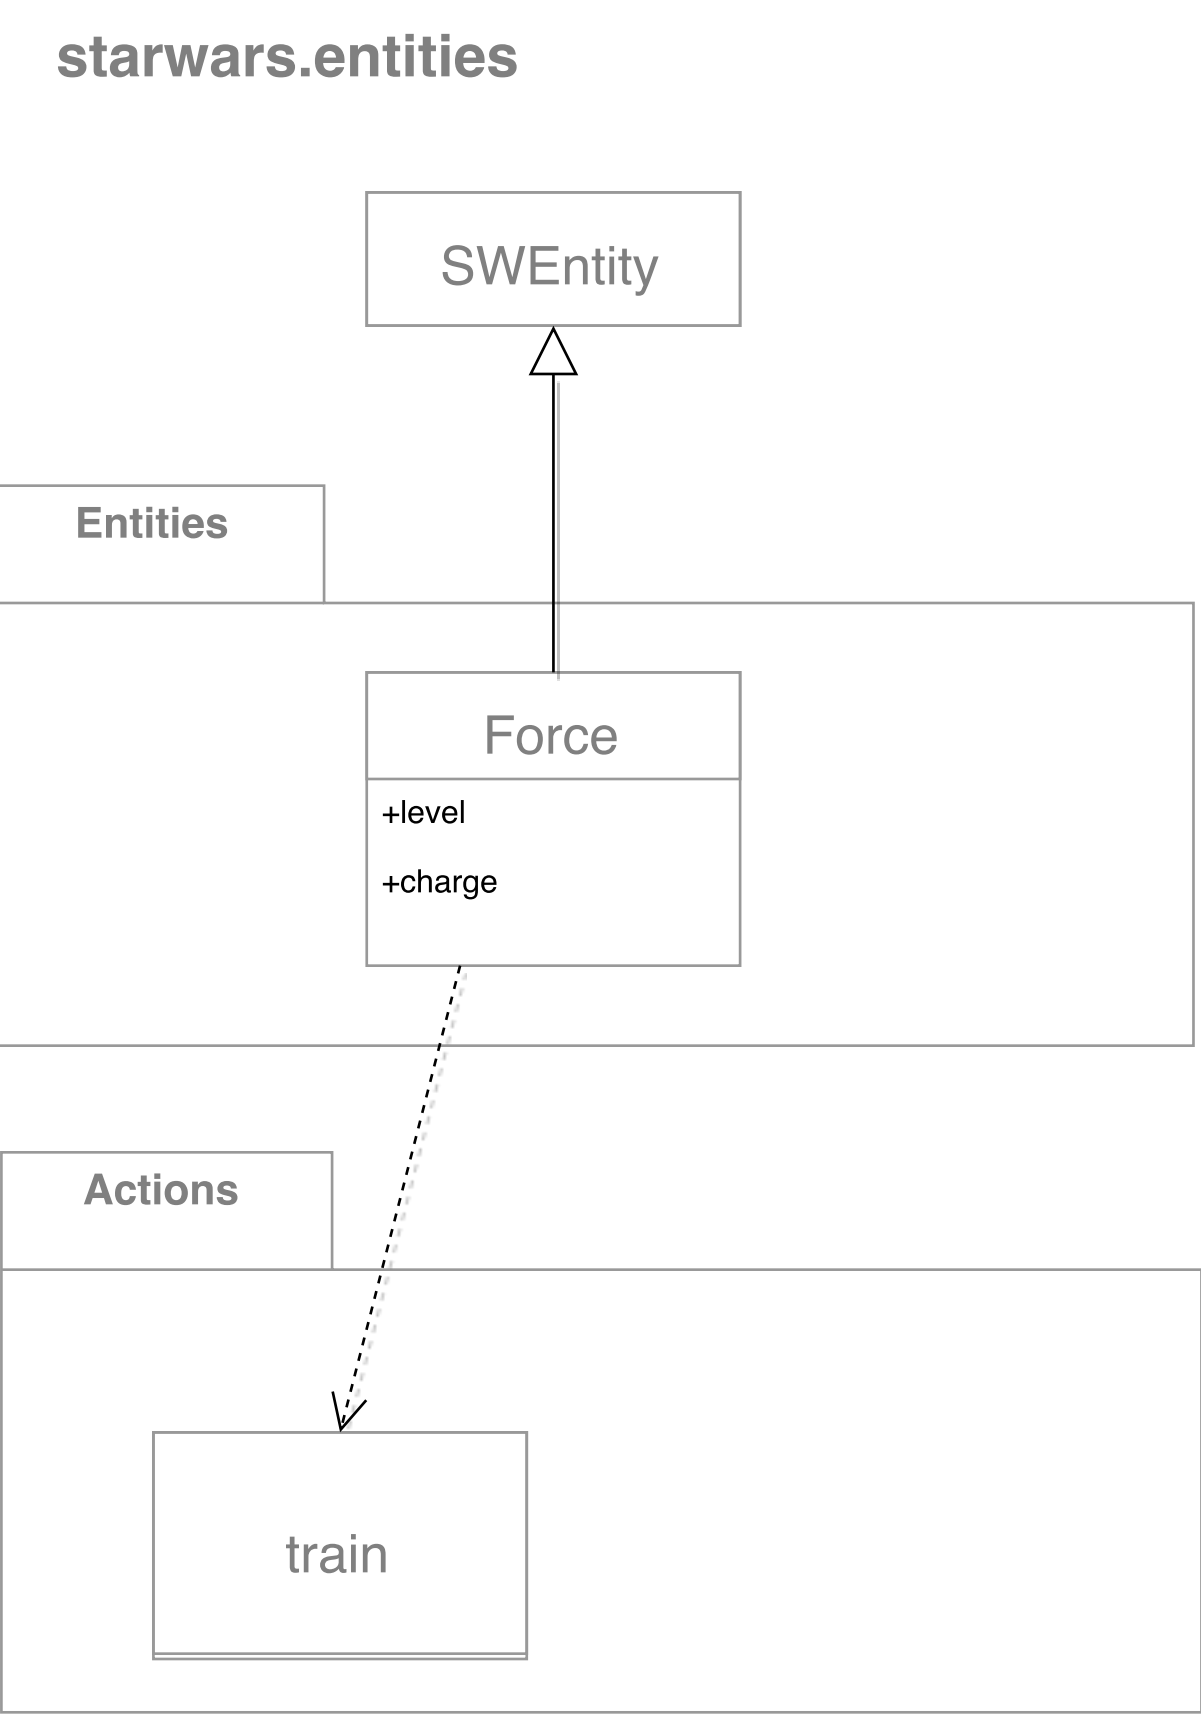 starwars.entities
SWEntity
Entities
Force
+level
+charge
Actions
train